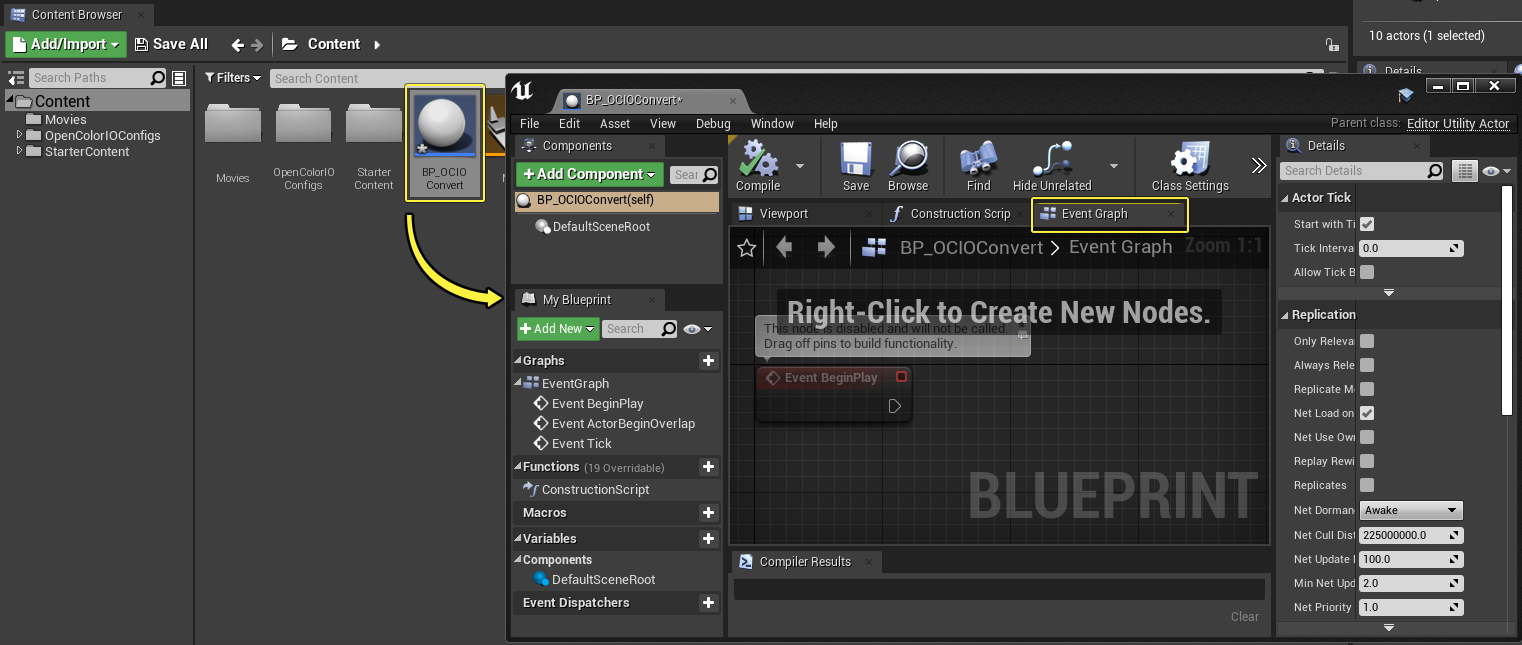 Content Browser
10 actors (1 selected)
Add/Import
Save All
Content
Details
Search Paths
Filters
Search Content
Content
Movies
OpenColorIOConfigs
StarterContent
Movies
OpenColorIO
Configs
Starter
Content
BP_OCIO
Convert
BP_OCIOConvert*
File
Edit
Asset
View
Debug
Window
Help
Parent class: Editor Utility Actor
Components
Add Component
Sear
BP_OCIOConvert(self)
DefaultSceneRoot
My Blueprint
Add New
Search
Graphs
EventGraph
Event BeginPlay
Event ActorBeginOverlap
Event Tick
Functions (19 Overridable)
ConstructionScript
Macros
Variables
Components
DefaultSceneRoot
Event Dispatchers
Compile
Save
Browse
Find
Hide Unrelated
Class Settings
Viewport
Construction Scrip
Event Graph
BP_OCIOConvert > Event Graph
Zoom 1:1
Right-Click to Create New Nodes.
This node is disabled and will not be called.
Drag off pins to build functionality.
Event BeginPlay
BLUEPRINT
Compiler Results
Clear
Details
Search Details
Actor Tick
Start with Ti
Tick Interva 0.0
Allow Tick B
Replication
Only Releva
Always Rele
Replicate M
Net Load on
Net Use Own
Replay Rewi
Replicates
Net Dorman Awake
Net Cull Dist 225000000.0
Net Update 100.0
Min Net Upd 2.0
Net Priority 1.0